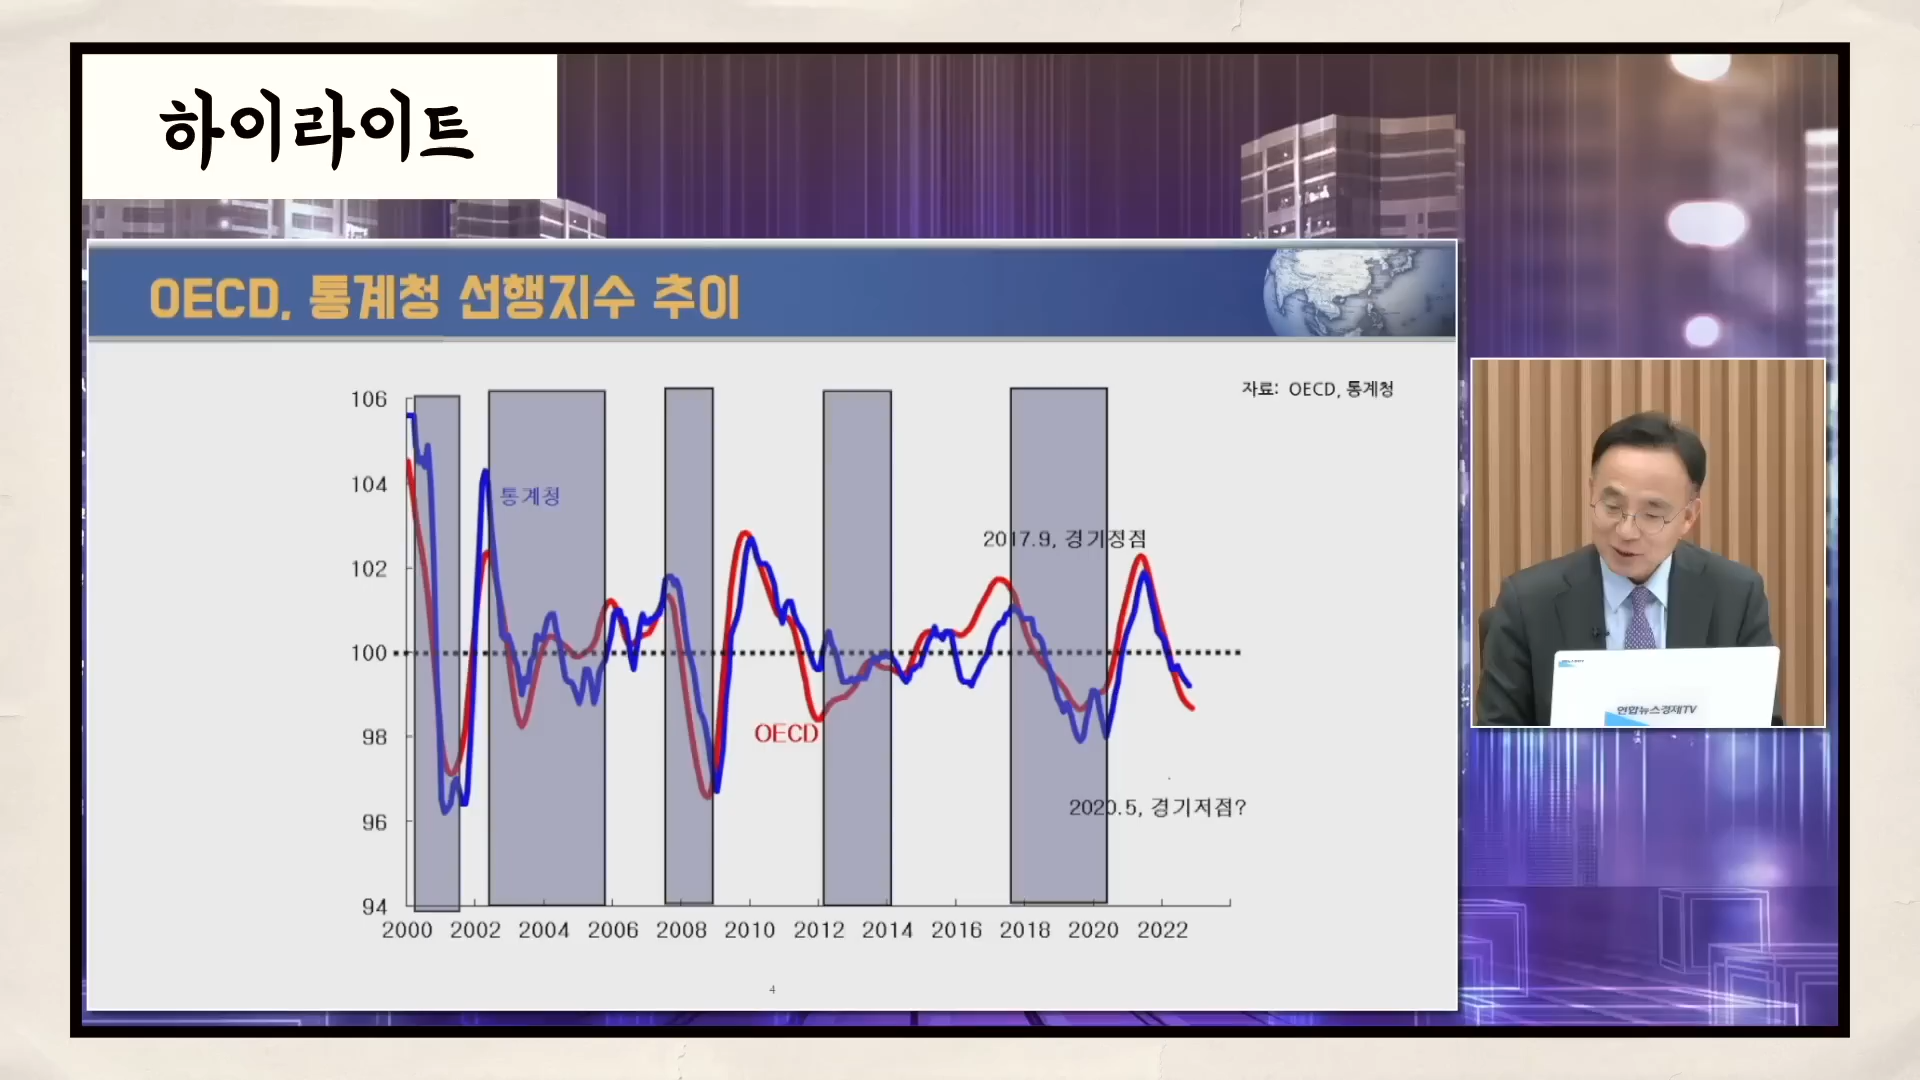 하이라이트
OECD, 통계청 선행지수 추이
자료: OECD, 통계청
106
104
102
100
98
96
94
통계청
2017.9, 경기정점
OECD
2020.5, 경기저점?
2000 2002 2004 2006 2008 2010 2012 2014 2016 2018 2020 2022
4
연합뉴스경제TV